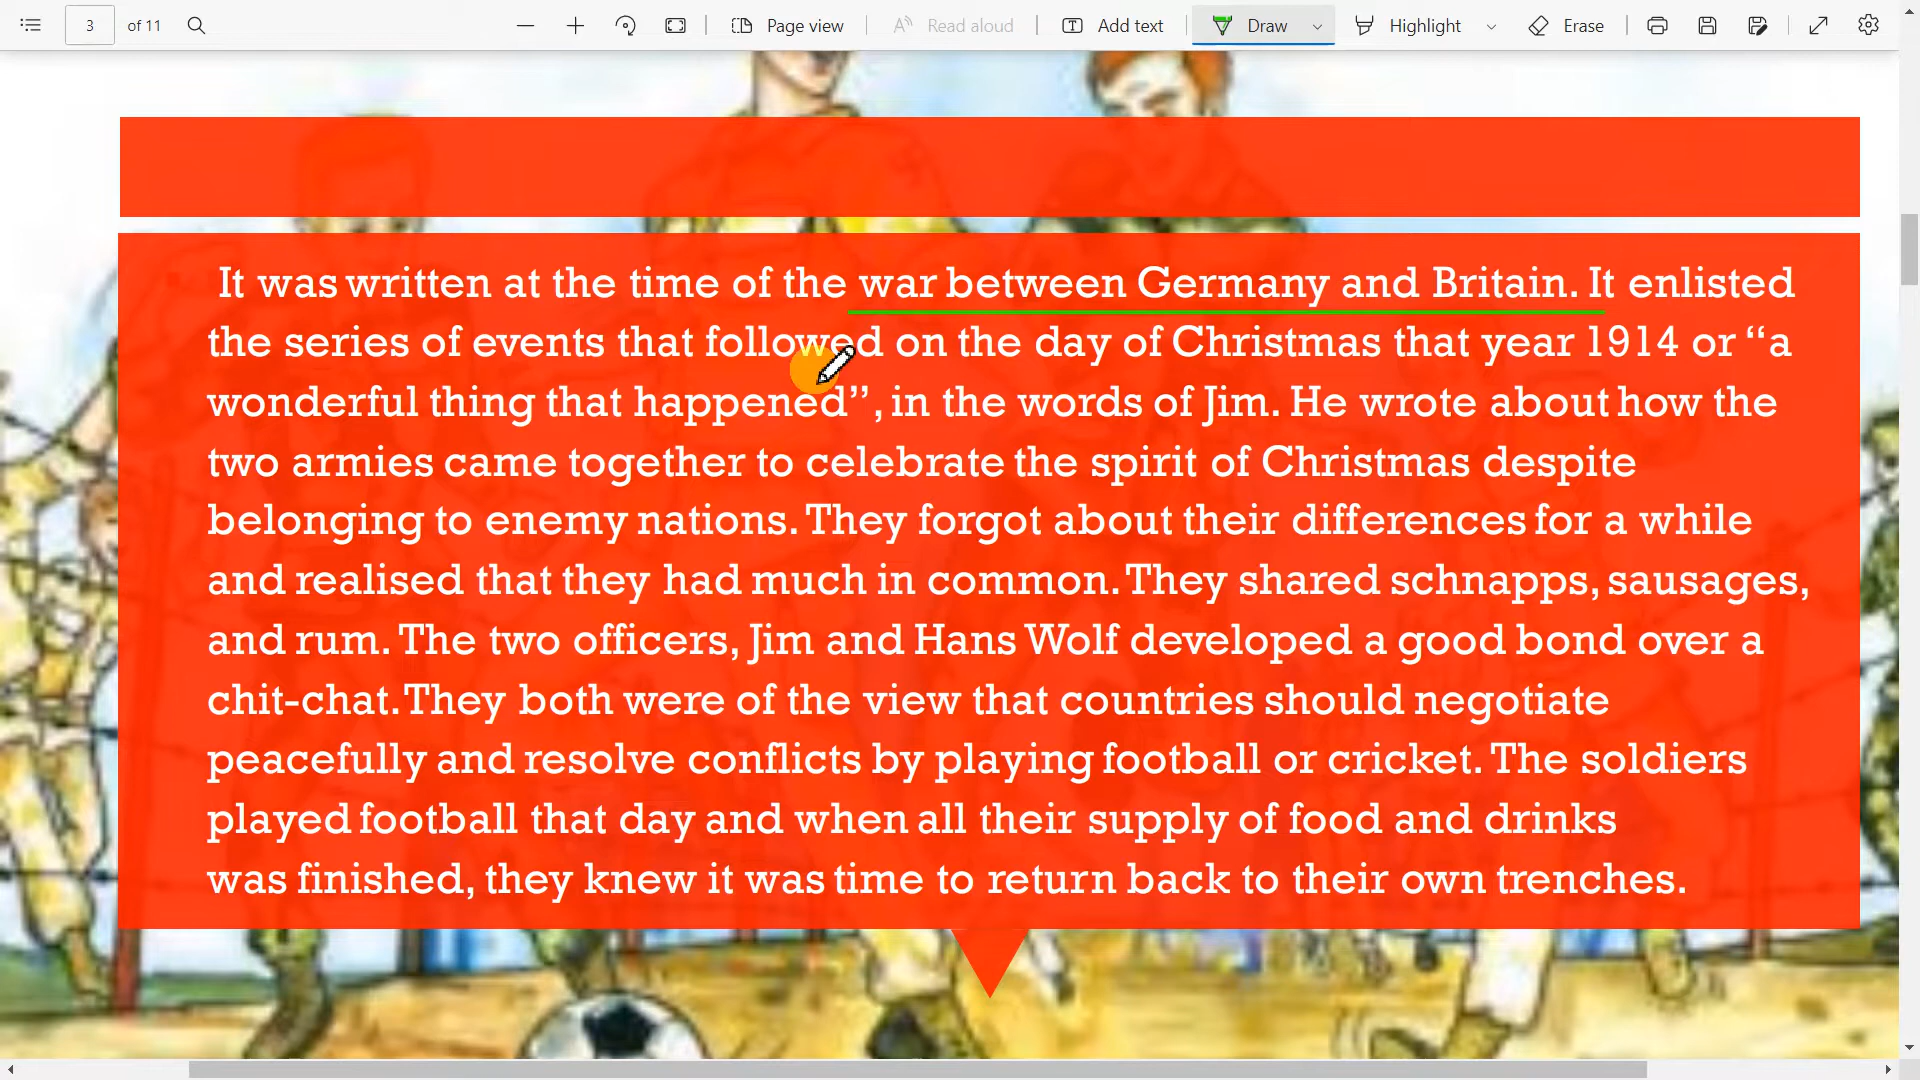 3 of 11 Page view Read aloud Add text Draw Highlight Erase
It was written at the time of the war between Germany and Britain. It enlisted
the series of events that followed on the day of Christmas that year 1914 or “a
wonderful thing that happened”, in the words of Jim. He wrote about how the
two armies came together to celebrate the spirit of Christmas despite
belonging to enemy nations. They forgot about their differences for a while
and realised that they had much in common. They shared schnapps, sausages,
and rum. The two officers, Jim and Hans Wolf developed a good bond over a
chit-chat. They both were of the view that countries should negotiate
peacefully and resolve conflicts by playing football or cricket. The soldiers
played football that day and when all their supply of food and drinks
was finished, they knew it was time to return back to their own trenches.